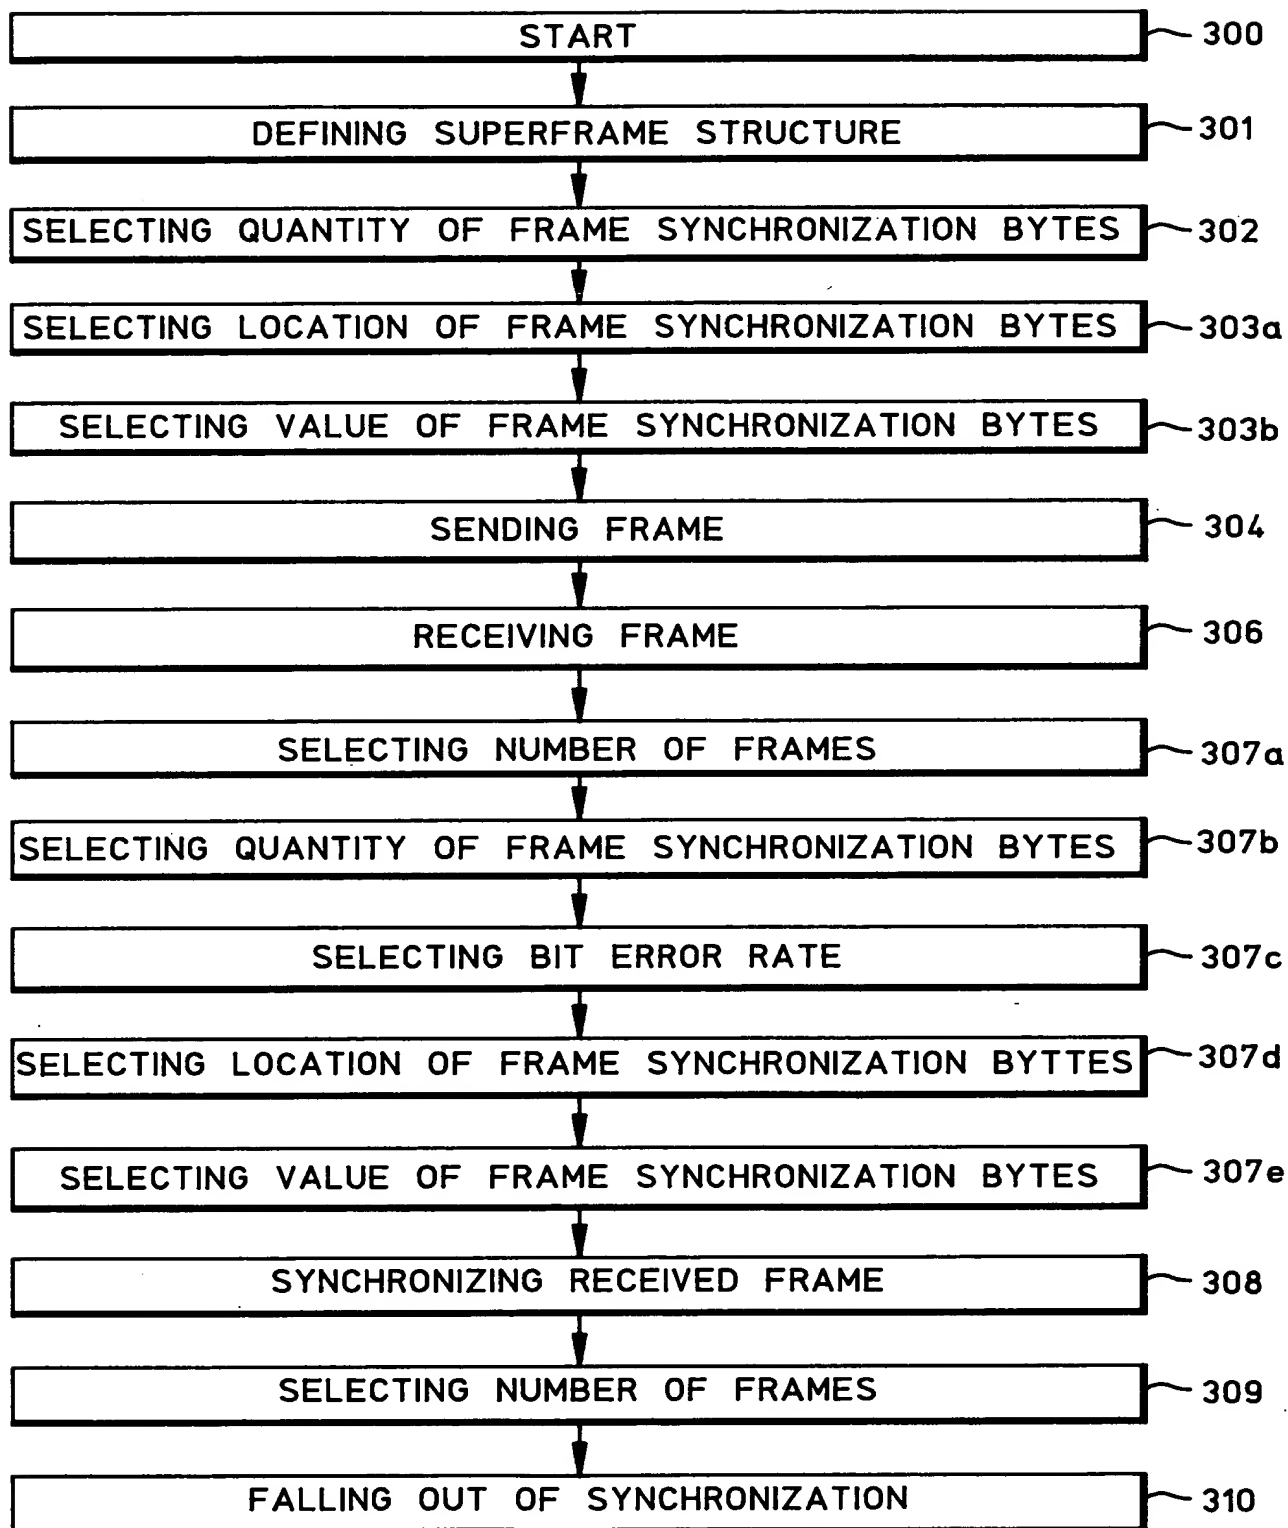 START 300
DEFINING SUPERFRAME STRUCTURE 301
SELECTING QUANTITY OF FRAME SYNCHRONIZATION BYTES 302
SELECTING LOCATION OF FRAME SYNCHRONIZATION BYTES 303a
SELECTING VALUE OF FRAME SYNCHRONIZATION BYTES 303b
SENDING FRAME 304
RECEIVING FRAME 306
SELECTING NUMBER OF FRAMES 307a
SELECTING QUANTITY OF FRAME SYNCHRONIZATION BYTES 307b
SELECTING BIT ERROR RATE 307c
SELECTING LOCATION OF FRAME SYNCHRONIZATION BYTTES 307d
SELECTING VALUE OF FRAME SYNCHRONIZATION BYTES 307e
SYNCHRONIZING RECEIVED FRAME 308
SELECTING NUMBER OF FRAMES 309
FALLING OUT OF SYNCHRONIZATION 310